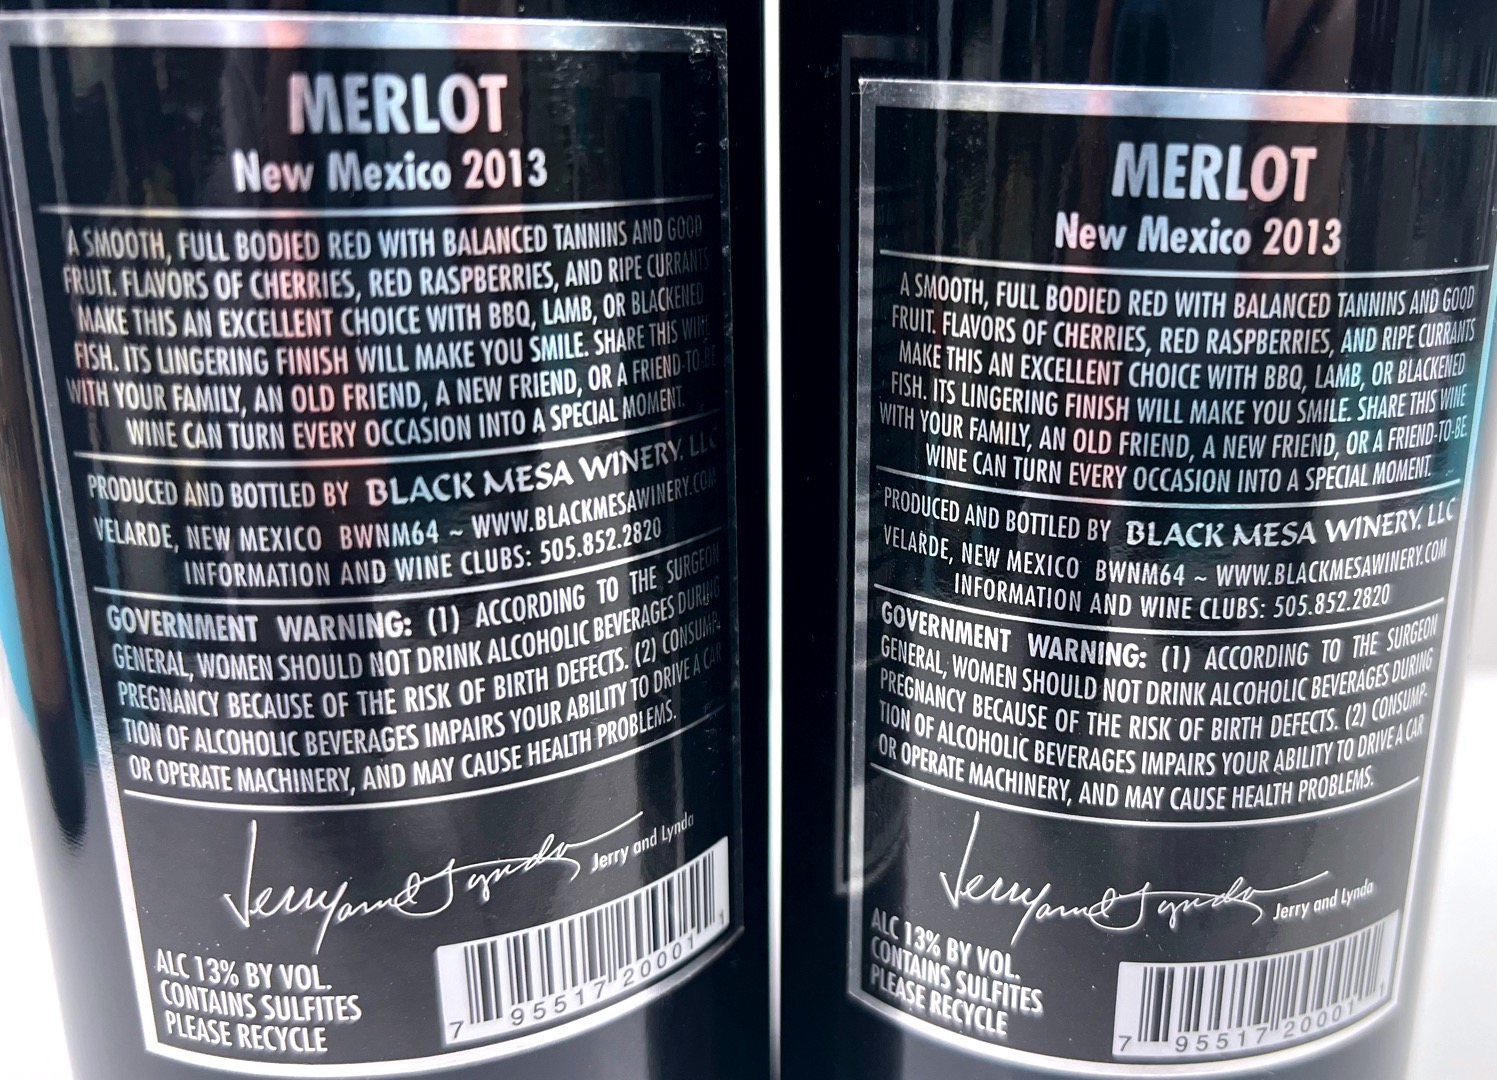 MERLOT
New Mexico 2013
A SMOOTH, FULL BODIED RED WITH BALANCED TANNINS AND GOOD
FRUIT. FLAVORS OF CHERRIES, RED RASPBERRIES, AND RIPE CURRANTS
MAKE THIS AN EXCELLENT CHOICE WITH BBQ, LAMB, OR BLACKENED
FISH. ITS LINGERING FINISH WILL MAKE YOU SMILE. SHARE THIS WINE
WITH YOUR FAMILY, AN OLD FRIEND, A NEW FRIEND, OR A FRIEND-TO-BE.
WINE CAN TURN EVERY OCCASION INTO A SPECIAL MOMENT.
PRODUCED AND BOTTLED BY BLACK MESA WINERY, LLC
VELARDE, NEW MEXICO BWNM64 ~ WWW.BLACKMESAWINERY.COM
INFORMATION AND WINE CLUBS: 505.852.2820
GOVERNMENT WARNING: (1) ACCORDING TO THE SURGEON
GENERAL, WOMEN SHOULD NOT DRINK ALCOHOLIC BEVERAGES DURING
PREGNANCY BECAUSE OF THE RISK OF BIRTH DEFECTS. (2) CONSUMP-
TION OF ALCOHOLIC BEVERAGES IMPAIRS YOUR ABILITY TO DRIVE A CAR
OR OPERATE MACHINERY, AND MAY CAUSE HEALTH PROBLEMS.
Jerry and Lynda
Jerry and Lynda
ALC 13% BY VOL.
CONTAINS SULFITES
PLEASE RECYCLE
7 95517 20001 1
MERLOT
New Mexico 2013
A SMOOTH, FULL BODIED RED WITH BALANCED TANNINS AND GOOD
FRUIT. FLAVORS OF CHERRIES, RED RASPBERRIES, AND RIPE CURRANTS
MAKE THIS AN EXCELLENT CHOICE WITH BBQ, LAMB, OR BLACKENED
FISH. ITS LINGERING FINISH WILL MAKE YOU SMILE. SHARE THIS WINE
WITH YOUR FAMILY, AN OLD FRIEND, A NEW FRIEND, OR A FRIEND-TO-BE.
WINE CAN TURN EVERY OCCASION INTO A SPECIAL MOMENT.
PRODUCED AND BOTTLED BY BLACK MESA WINERY, LLC
VELARDE, NEW MEXICO BWNM64 ~ WWW.BLACKMESAWINERY.COM
INFORMATION AND WINE CLUBS: 505.852.2820
GOVERNMENT WARNING: (1) ACCORDING TO THE SURGEON
GENERAL, WOMEN SHOULD NOT DRINK ALCOHOLIC BEVERAGES DURING
PREGNANCY BECAUSE OF THE RISK OF BIRTH DEFECTS. (2) CONSUMP-
TION OF ALCOHOLIC BEVERAGES IMPAIRS YOUR ABILITY TO DRIVE A CAR
OR OPERATE MACHINERY, AND MAY CAUSE HEALTH PROBLEMS.
Jerry and Lynda
Jerry and Lynda
ALC 13% BY VOL.
CONTAINS SULFITES
PLEASE RECYCLE
7 95517 20001 1